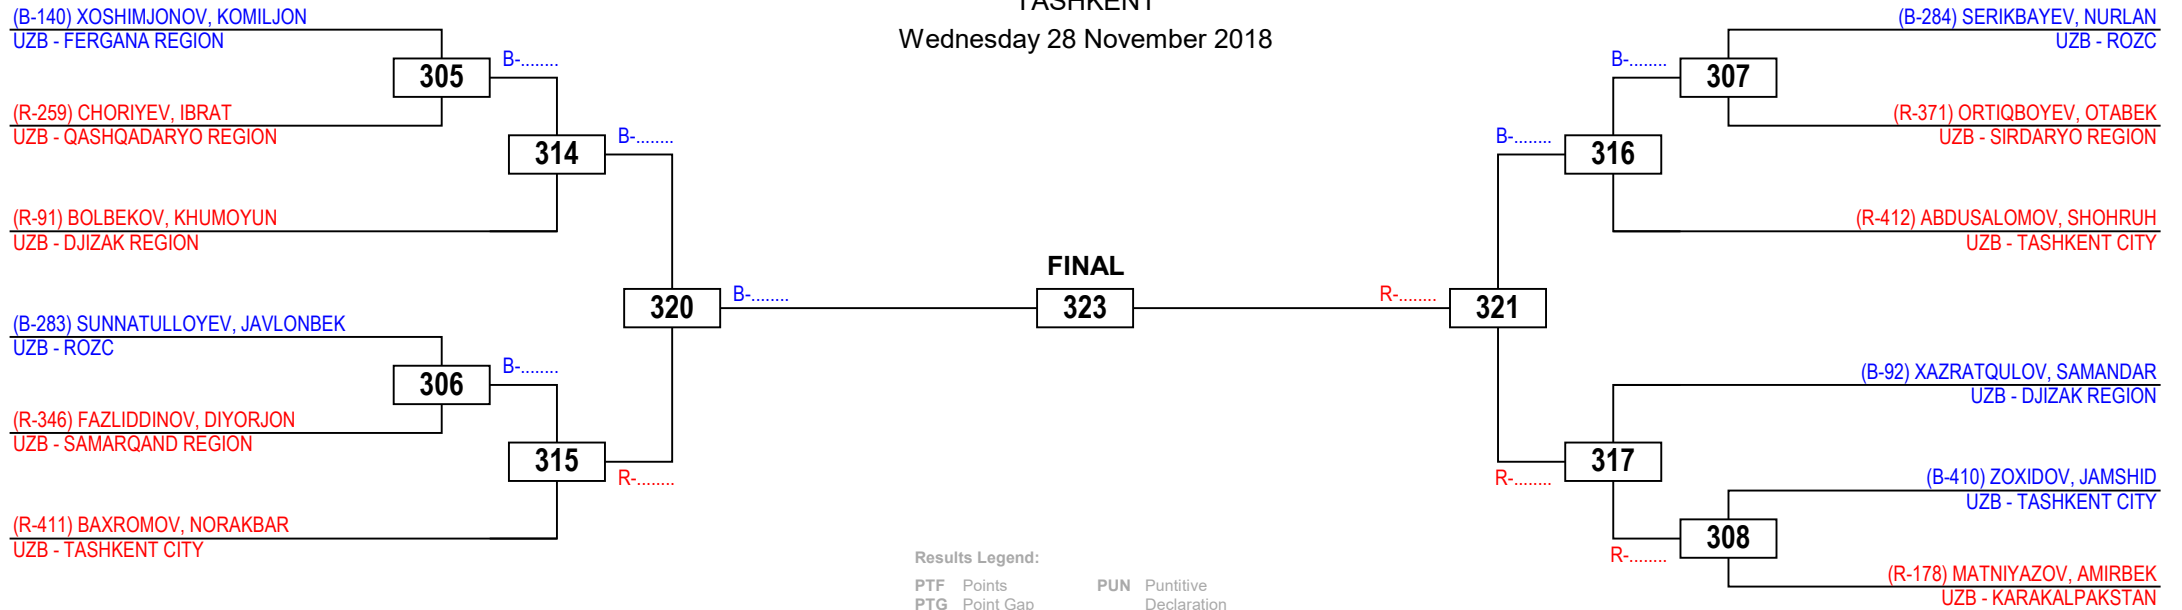 TASHKENT
Wednesday 28 November 2018
(B-140) XOSHIMJONOV, KOMILJON
UZB - FERGANA REGION
305
B-........
(R-259) CHORIYEV, IBRAT
UZB - QASHQADARYO REGION
314
B-........
(R-91) BOLBEKOV, KHUMOYUN
UZB - DJIZAK REGION
320
B-........
(B-283) SUNNATULLOYEV, JAVLONBEK
UZB - ROZC
306
B-........
(R-346) FAZLIDDINOV, DIYORJON
UZB - SAMARQAND REGION
315
R-........
(R-411) BAXROMOV, NORAKBAR
UZB - TASHKENT CITY
FINAL
323
(B-284) SERIKBAYEV, NURLAN
UZB - ROZC
B-........
307
(R-371) ORTIQBOYEV, OTABEK
UZB - SIRDARYO REGION
B-........
316
(R-412) ABDUSALOMOV, SHOHRUH
UZB - TASHKENT CITY
R-........
321
(B-92) XAZRATQULOV, SAMANDAR
UZB - DJIZAK REGION
R-........
317
(B-410) ZOXIDOV, JAMSHID
UZB - TASHKENT CITY
R-........
308
(R-178) MATNIYAZOV, AMIRBEK
UZB - KARAKALPAKSTAN
Results Legend:
PTF Points PUN Puntitive
PTG Point Gap Declaration